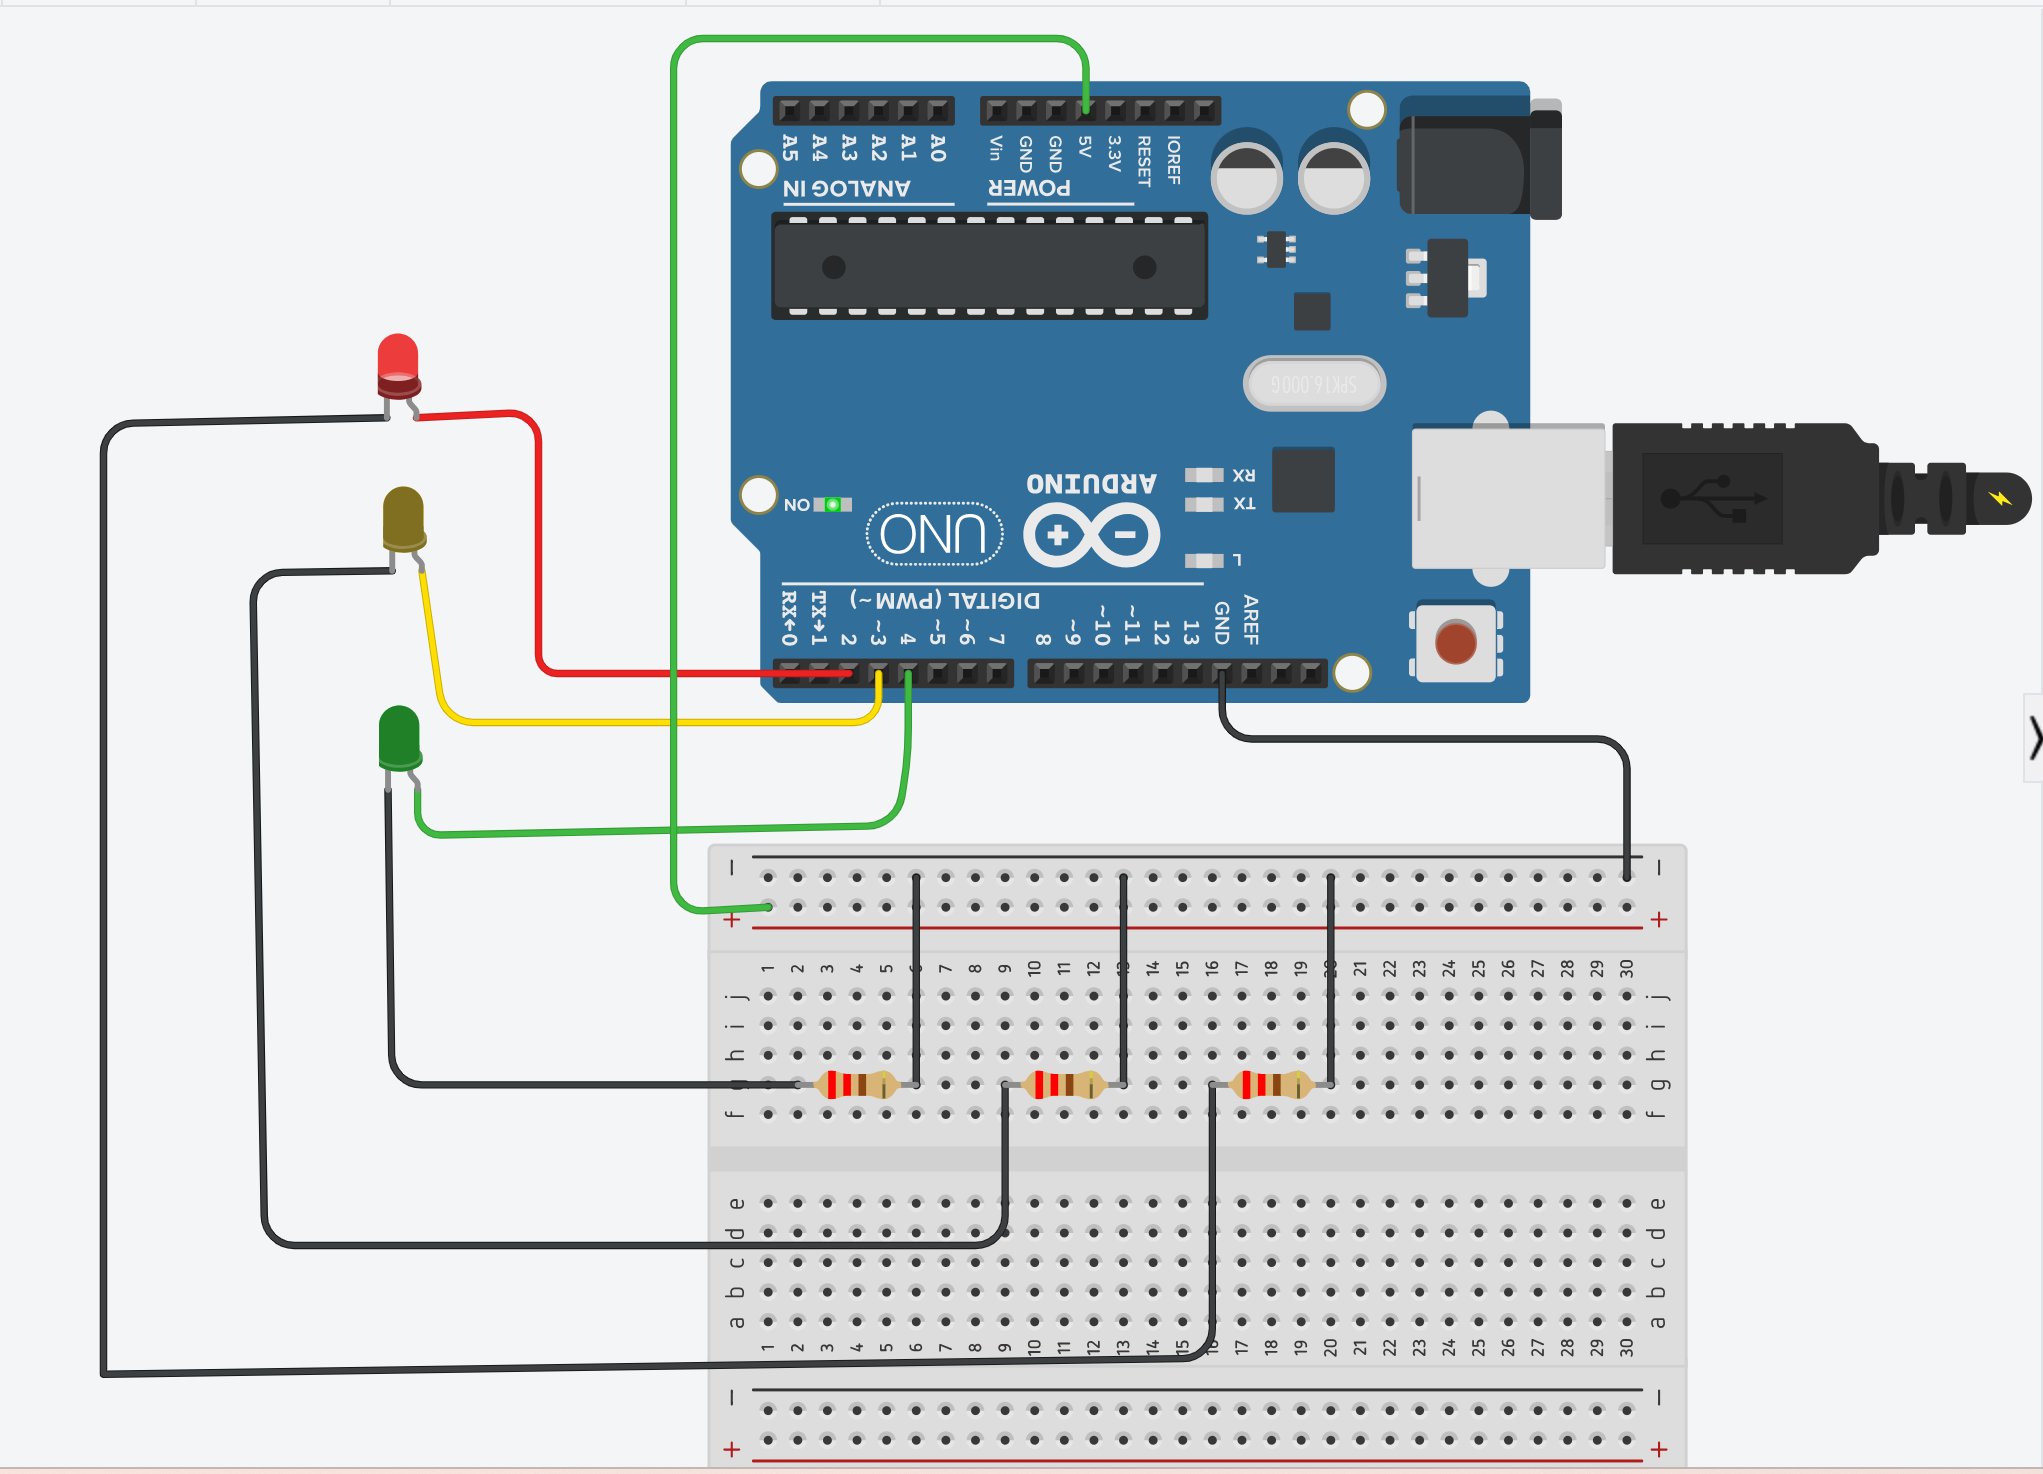 A5 A4 A3 A2 A1 A0
Vin GND GND 5V 3.3V RESET IOREF
ANALOG IN
POWER
SPK16.000G
ARDUINO
RX
TX
ON
UNO
L
DIGITAL (PWM ~)
RX←0 TX→1 2 ~3 4 ~5 ~6 7 8 ~9 ~10 ~11 12 13 GND AREF
− −
+ +
1 2 3 4 5 6 7 8 9 10 11 12 13 14 15 16 17 18 19 20 21 22 23 24 25 26 27 28 29 30
j j
i i
h h
g g
f f
e e
d d
c c
b b
a a
1 2 3 4 5 6 7 8 9 10 11 12 13 14 15 16 17 18 19 20 21 22 23 24 25 26 27 28 29 30
− −
+ +